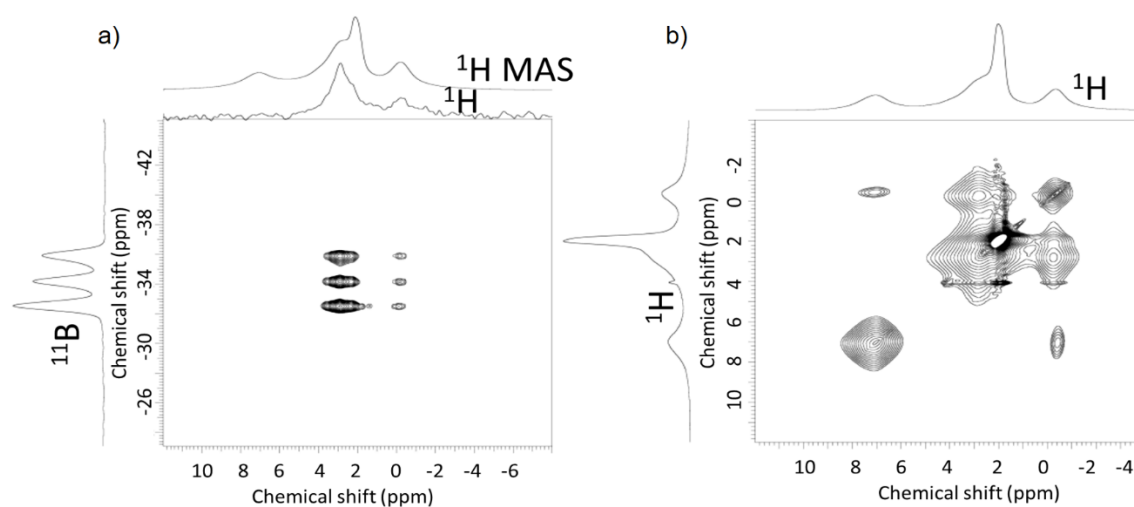 a)
¹H MAS
¹H
Chemical shift (ppm)
-42
-38
-34
-30
-26
¹¹B
10 8 6 4 2 0 -2 -4 -6
Chemical shift (ppm)
b)
¹H
Chemical shift (ppm)
-2
0
2
4
6
8
10
¹H
10 8 6 4 2 0 -2 -4
Chemical shift (ppm)